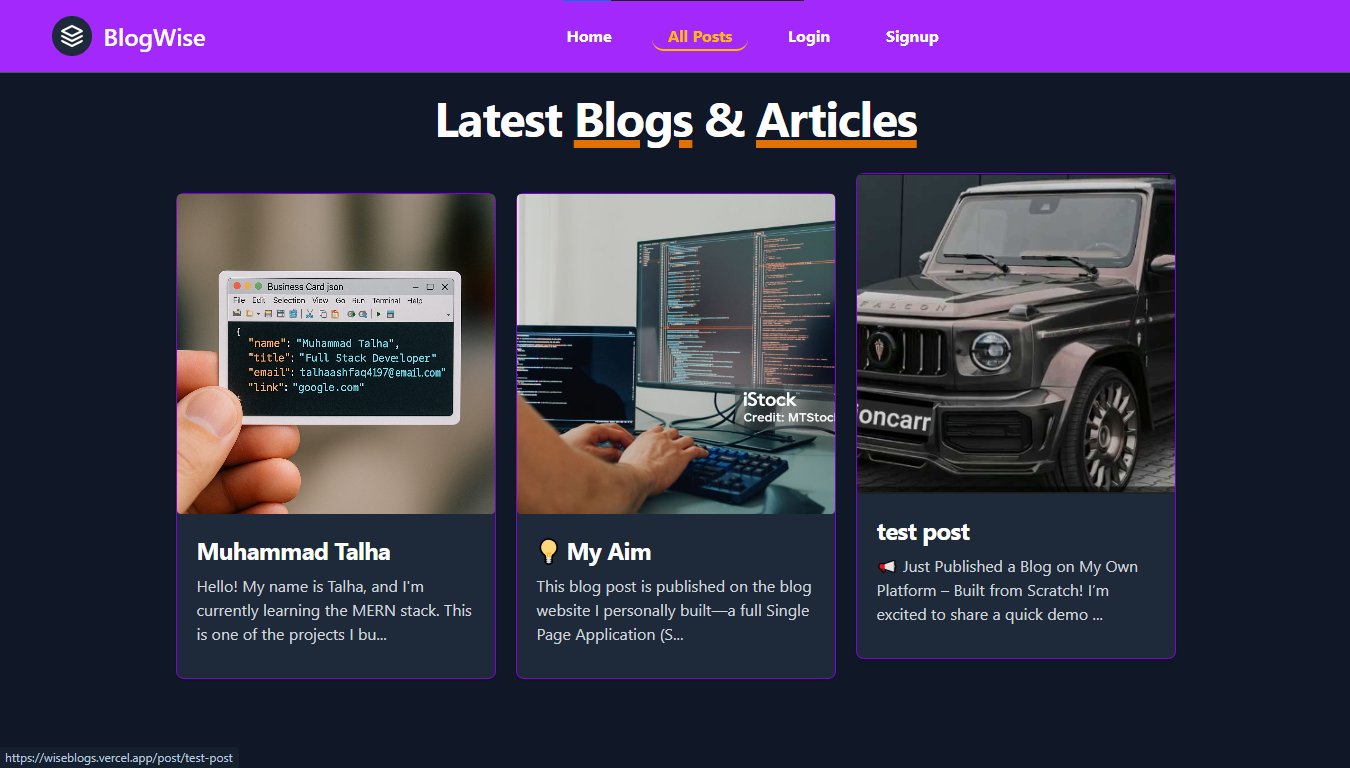 BlogWise
Home
All Posts
Login
Signup
Latest Blogs & Articles
Business Card json
File Edit Selection View Go Run Terminal Help
{
"name": "Muhammad Talha",
"title": "Full Stack Developer"
"email": talhaashfaq4197@email.com"
"link": "google.com"
iStock
Credit: MTStoc
FALCON
oncarr
Muhammad Talha
Hello! My name is Talha, and I'm
currently learning the MERN stack. This
is one of the projects I bu...
💡 My Aim
This blog post is published on the blog
website I personally built—a full Single
Page Application (S...
test post
📢 Just Published a Blog on My Own
Platform – Built from Scratch! I'm
excited to share a quick demo ...
https://wiseblogs.vercel.app/post/test-post